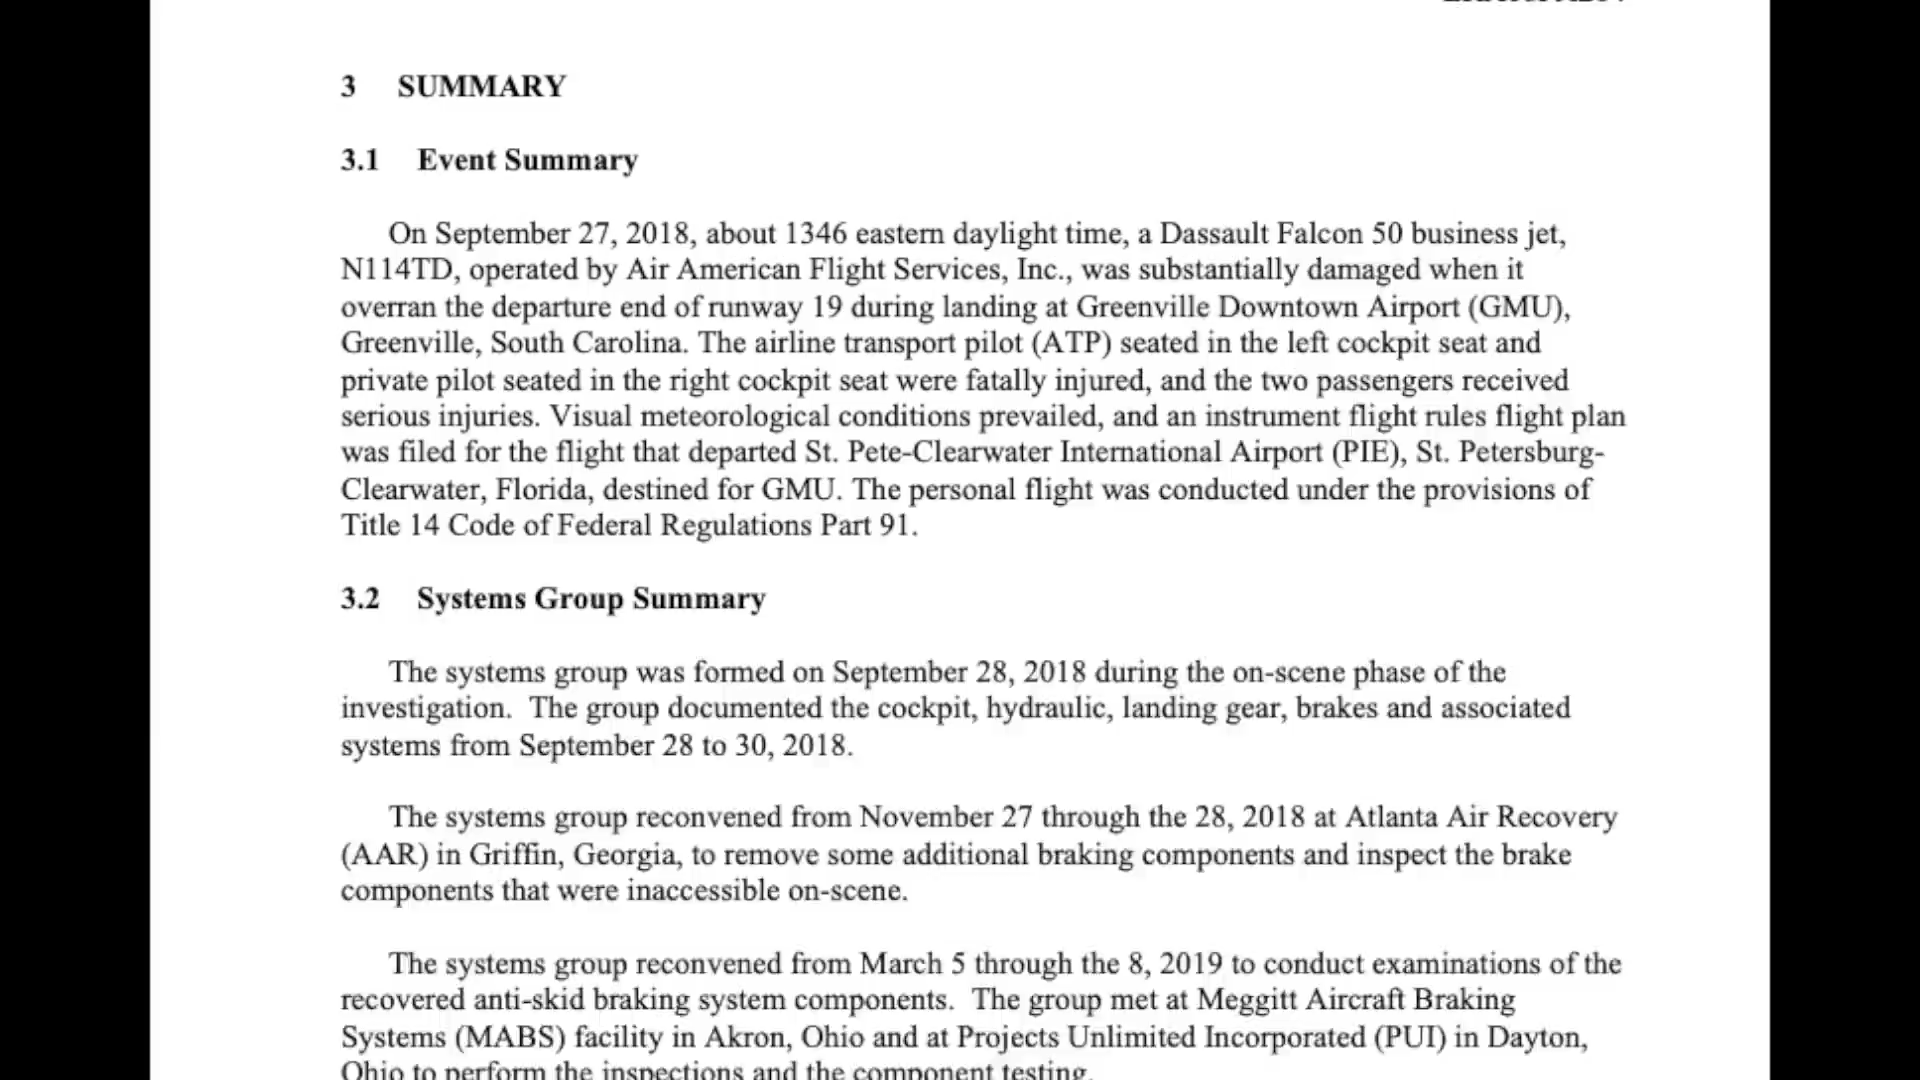 3 SUMMARY
3.1 Event Summary
On September 27, 2018, about 1346 eastern daylight time, a Dassault Falcon 50 business jet,
N114TD, operated by Air American Flight Services, Inc., was substantially damaged when it
overran the departure end of runway 19 during landing at Greenville Downtown Airport (GMU),
Greenville, South Carolina. The airline transport pilot (ATP) seated in the left cockpit seat and
private pilot seated in the right cockpit seat were fatally injured, and the two passengers received
serious injuries. Visual meteorological conditions prevailed, and an instrument flight rules flight plan
was filed for the flight that departed St. Pete-Clearwater International Airport (PIE), St. Petersburg-
Clearwater, Florida, destined for GMU. The personal flight was conducted under the provisions of
Title 14 Code of Federal Regulations Part 91.
3.2 Systems Group Summary
The systems group was formed on September 28, 2018 during the on-scene phase of the
investigation. The group documented the cockpit, hydraulic, landing gear, brakes and associated
systems from September 28 to 30, 2018.
The systems group reconvened from November 27 through the 28, 2018 at Atlanta Air Recovery
(AAR) in Griffin, Georgia, to remove some additional braking components and inspect the brake
components that were inaccessible on-scene.
The systems group reconvened from March 5 through the 8, 2019 to conduct examinations of the
recovered anti-skid braking system components. The group met at Meggitt Aircraft Braking
Systems (MABS) facility in Akron, Ohio and at Projects Unlimited Incorporated (PUI) in Dayton,
Ohio to perform the inspections and the component testing.